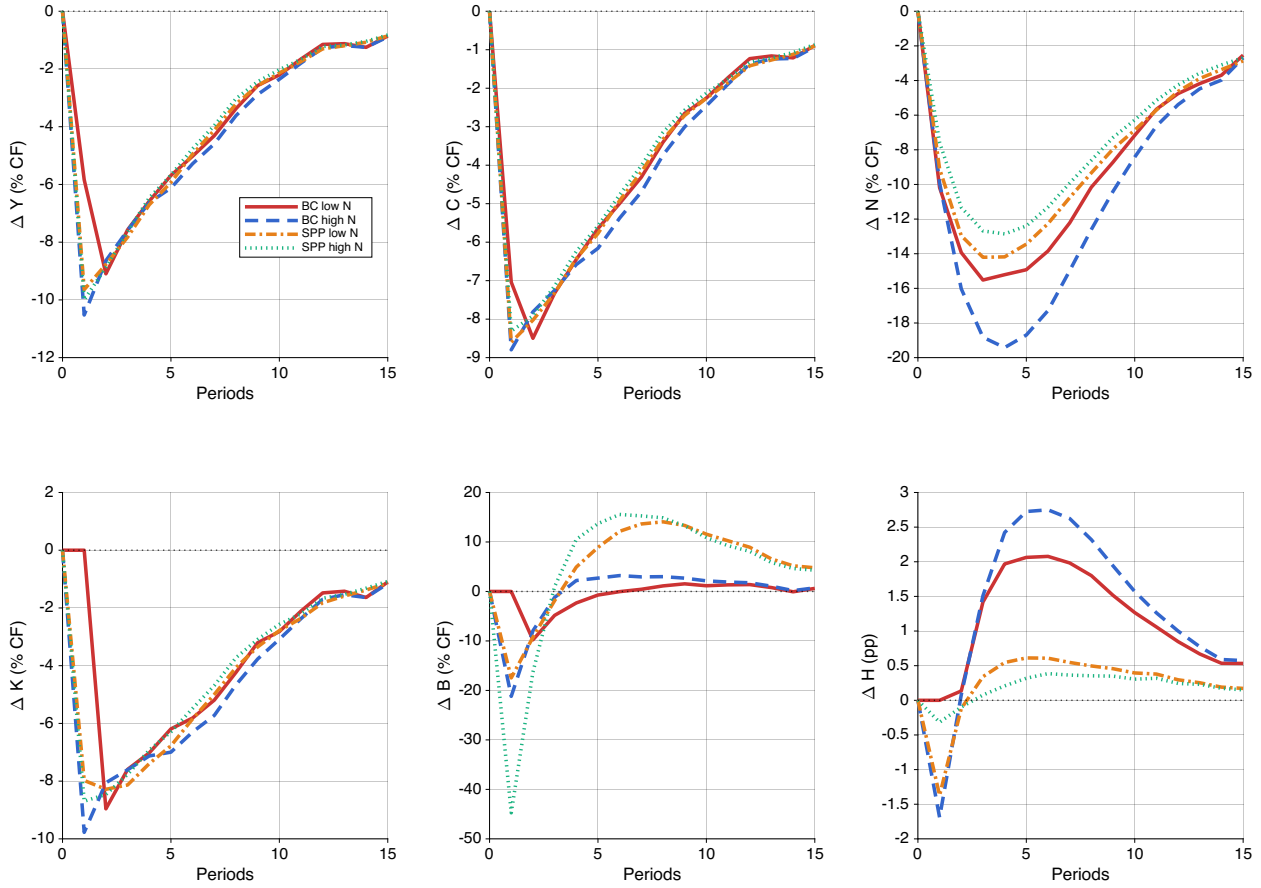 0
-2
-4
-6
-8
-10
-12
Δ Y (% CF)
0 5 10 15
Periods
BC low N
BC high N
SPP low N
SPP high N
0
-1
-2
-3
-4
-5
-6
-7
-8
-9
Δ C (% CF)
0 5 10 15
Periods
0
-2
-4
-6
-8
-10
-12
-14
-16
-18
-20
Δ N (% CF)
0 5 10 15
Periods
2
0
-2
-4
-6
-8
-10
Δ K (% CF)
0 5 10 15
Periods
20
10
0
-10
-20
-30
-40
-50
Δ B (% CF)
0 5 10 15
Periods
3
2.5
2
1.5
1
0.5
0
-0.5
-1
-1.5
-2
Δ H (pp)
0 5 10 15
Periods